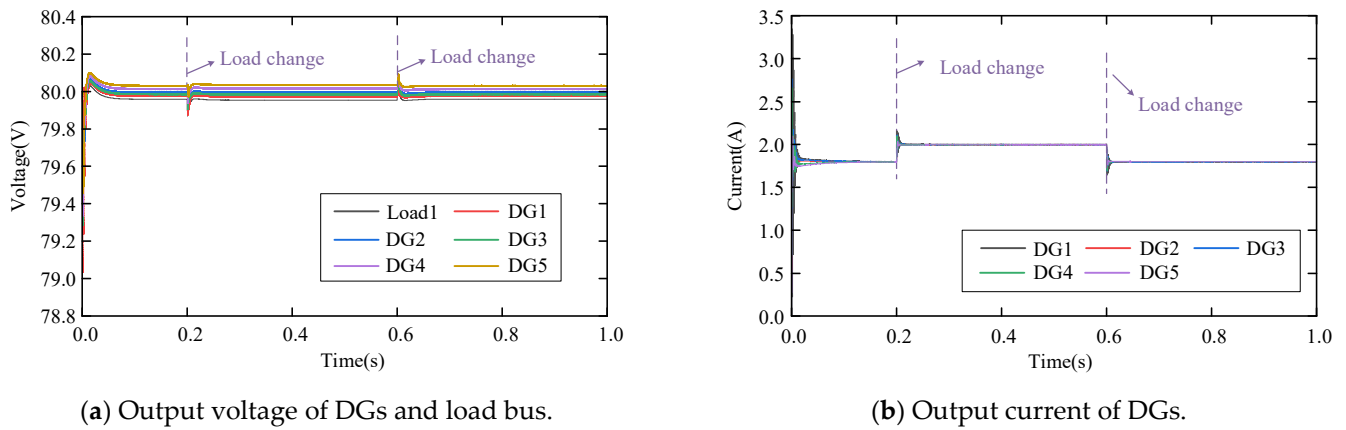 80.4
80.2
80.0
79.8
79.6
79.4
79.2
79.0
78.8
Voltage(V)
Load change
Load change
Load1 DG1
DG2 DG3
DG4 DG5
0.0 0.2 0.4 0.6 0.8 1.0
Time(s)
(a) Output voltage of DGs and load bus.
3.5
3.0
2.5
2.0
1.5
1.0
0.5
0.0
Current(A)
Load change
Load change
DG1 DG2 DG3
DG4 DG5
0.0 0.2 0.4 0.6 0.8 1.0
Time(s)
(b) Output current of DGs.